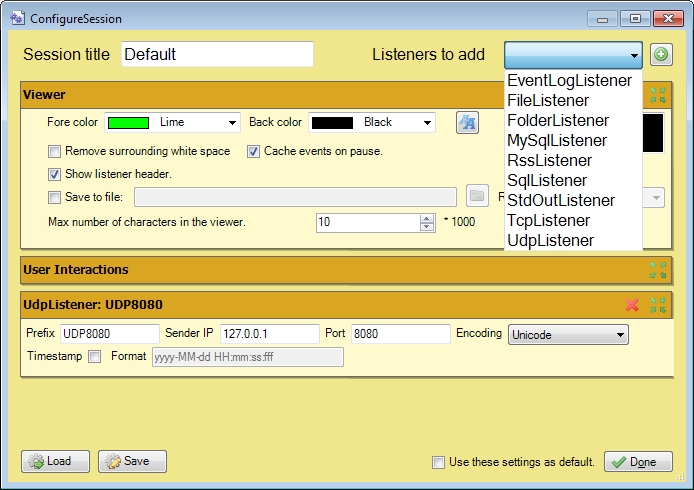 ConfigureSession
Session title Default Listeners to add
EventLogListener
FileListener
FolderListener
MySqlListener
RssListener
SqlListener
StdOutListener
TcpListener
UdpListener
Viewer
Fore color Lime Back color Black
Remove surrounding white space Cache events on pause.
Show listener header.
Save to file: R
Max number of characters in the viewer. 10 * 1000
User Interactions
UdpListener: UDP8080
Prefix UDP8080 Sender IP 127.0.0.1 Port 8080 Encoding Unicode
Timestamp Format yyyy-MM-dd HH:mm:ss:fff
Load Save Use these settings as default. Done